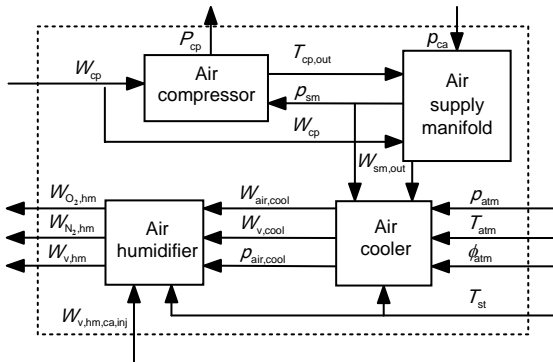 P_cp
p_ca
W_cp
Air compressor
T_cp,out
p_sm
W_cp
Air supply manifold
W_sm,out
W_O2,hm
W_N2,hm
W_v,hm
Air humidifier
W_air,cool
W_v,cool
p_air,cool
Air cooler
p_atm
T_atm
ϕ_atm
T_st
W_v,hm,ca,inj